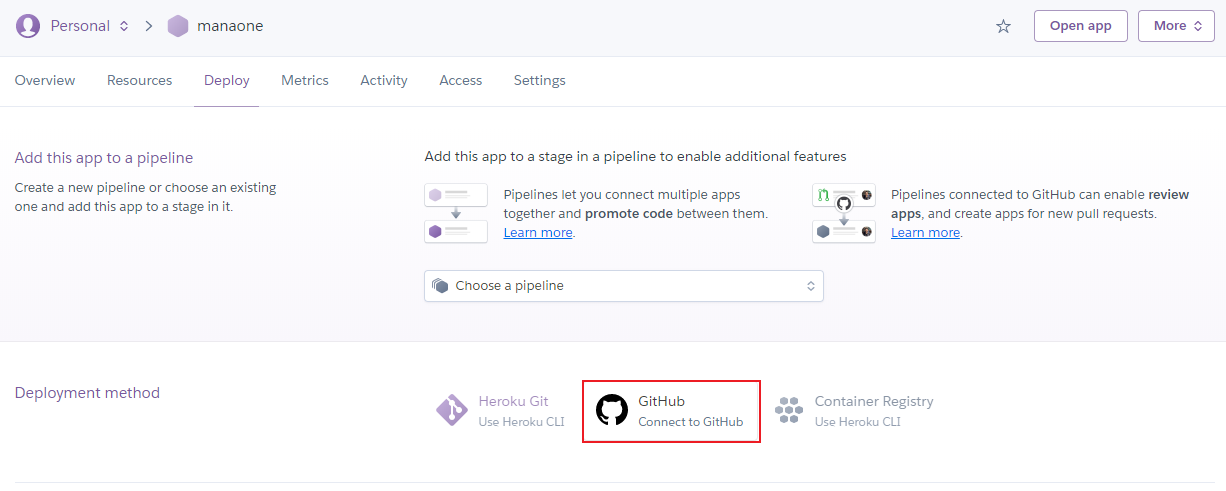 Personal
manaone
Open app
More
Overview
Resources
Deploy
Metrics
Activity
Access
Settings
Add this app to a pipeline
Create a new pipeline or choose an existing
one and add this app to a stage in it.
Add this app to a stage in a pipeline to enable additional features
Pipelines let you connect multiple apps
together and promote code between them.
Learn more.
Pipelines connected to GitHub can enable review
apps, and create apps for new pull requests.
Learn more.
Choose a pipeline
Deployment method
Heroku Git
Use Heroku CLI
GitHub
Connect to GitHub
Container Registry
Use Heroku CLI